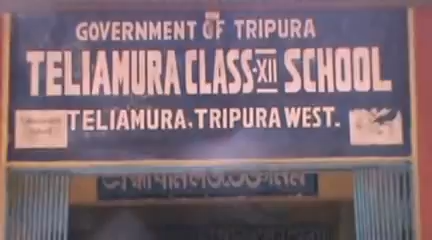 GOVERNMENT OF TRIPURA
TELIAMURA CLASS-XII SCHOOL
TELIAMURA, TRIPURA WEST.